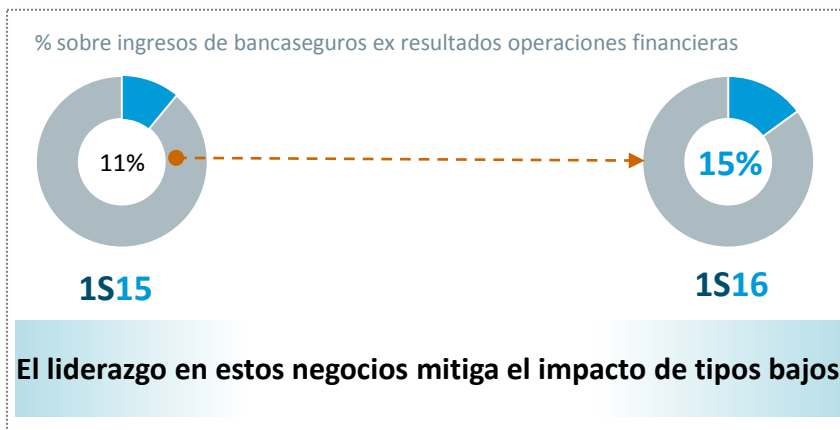 % sobre ingresos de bancaseguros ex resultados operaciones financieras
11%
15%
1S15
1S16
El liderazgo en estos negocios mitiga el impacto de tipos bajos